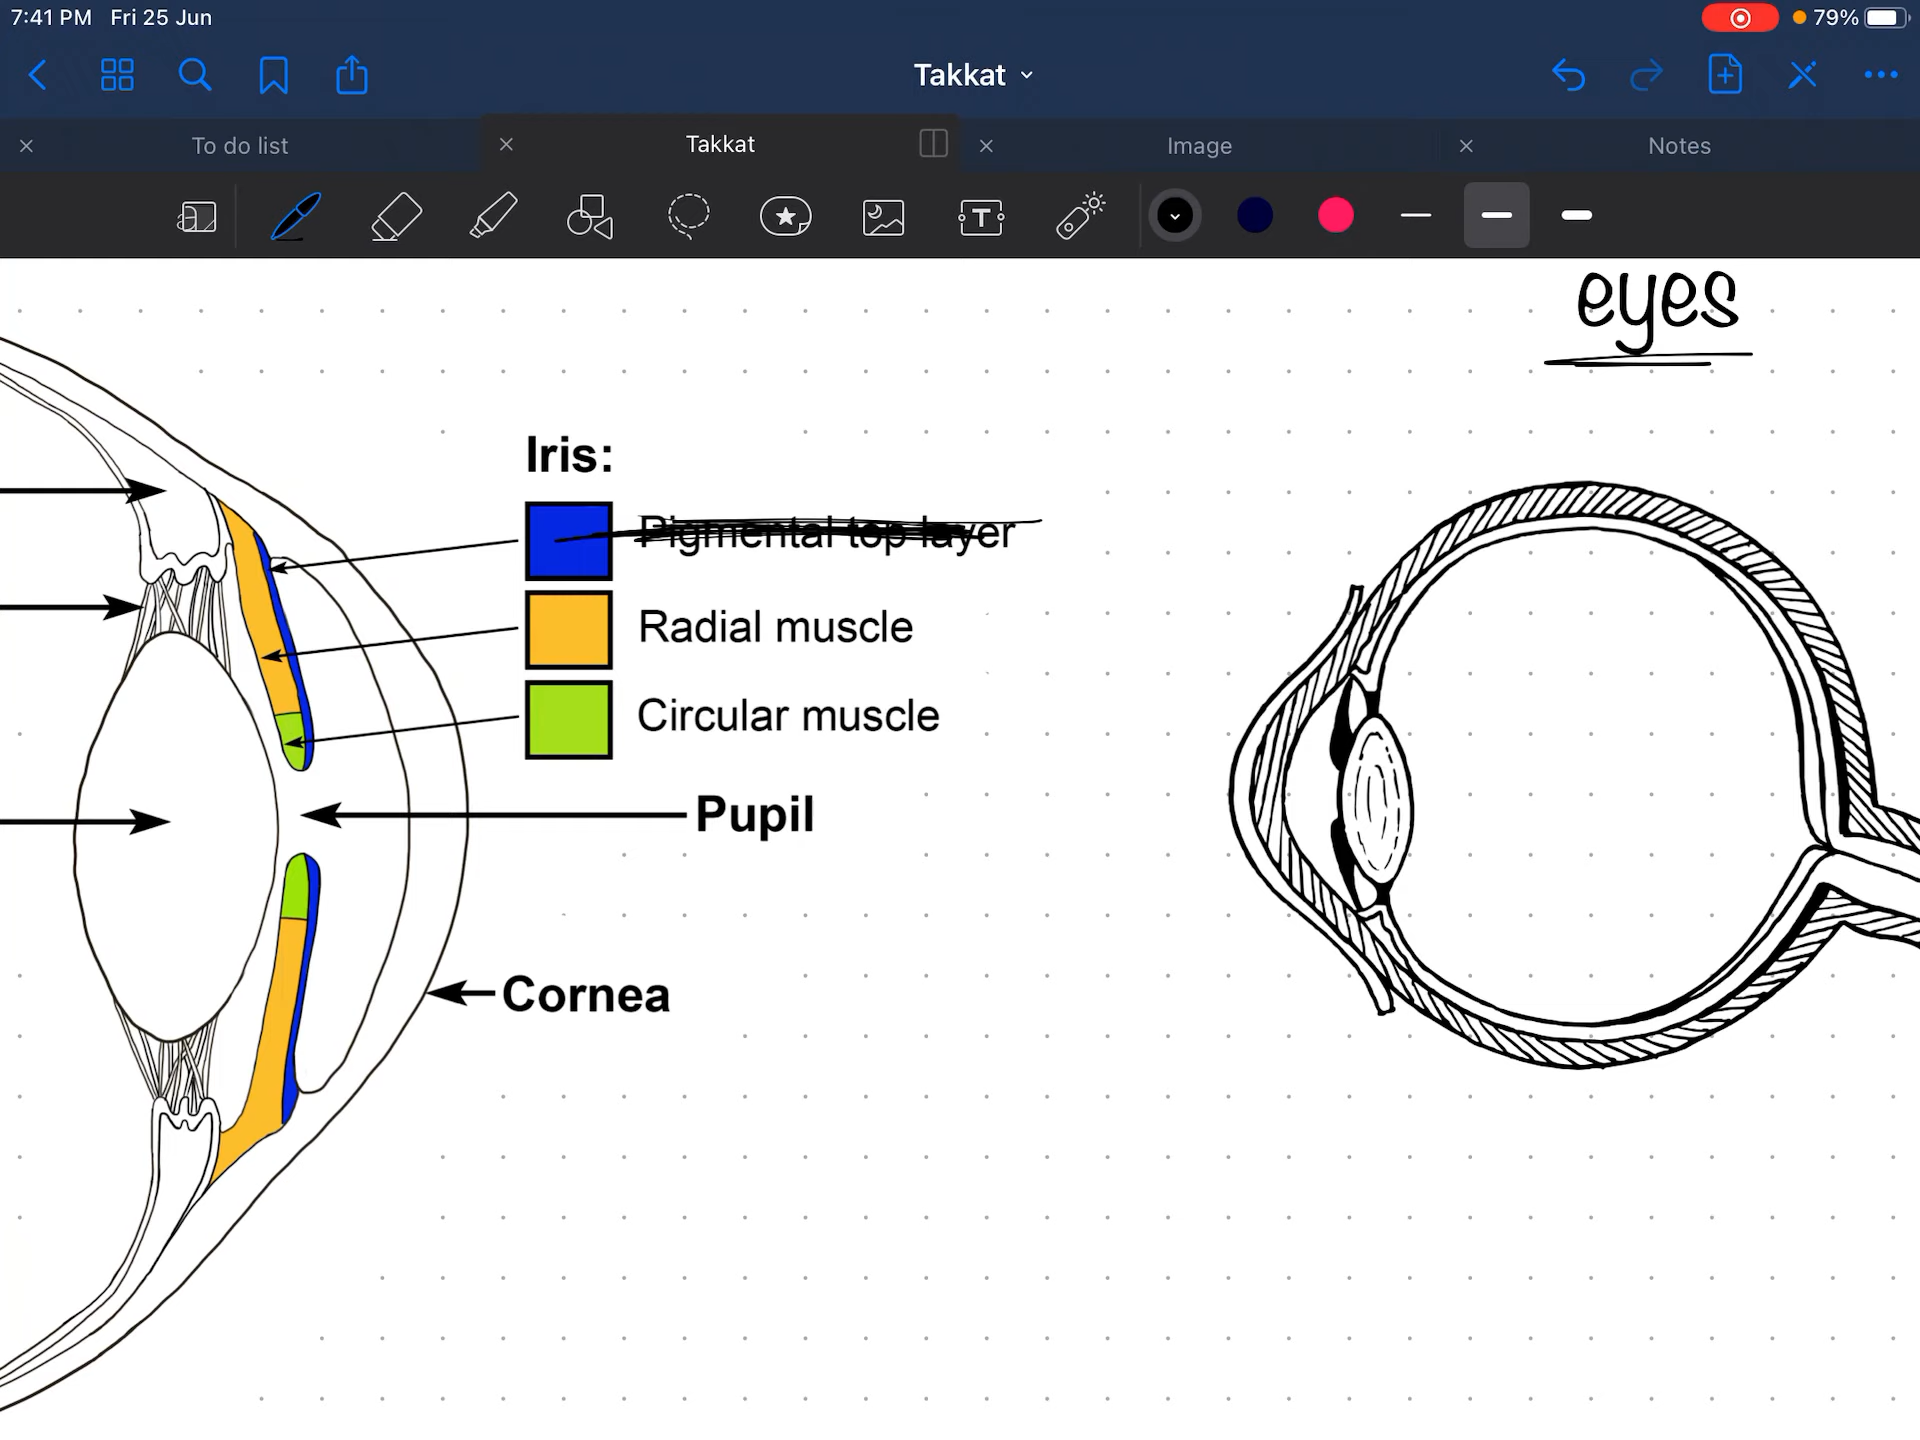 7:41 PM Fri 25 Jun
79%
Takkat
To do list
Takkat
Image
Notes
eyes
Iris:
Pigmental top layer
Radial muscle
Circular muscle
Pupil
Cornea